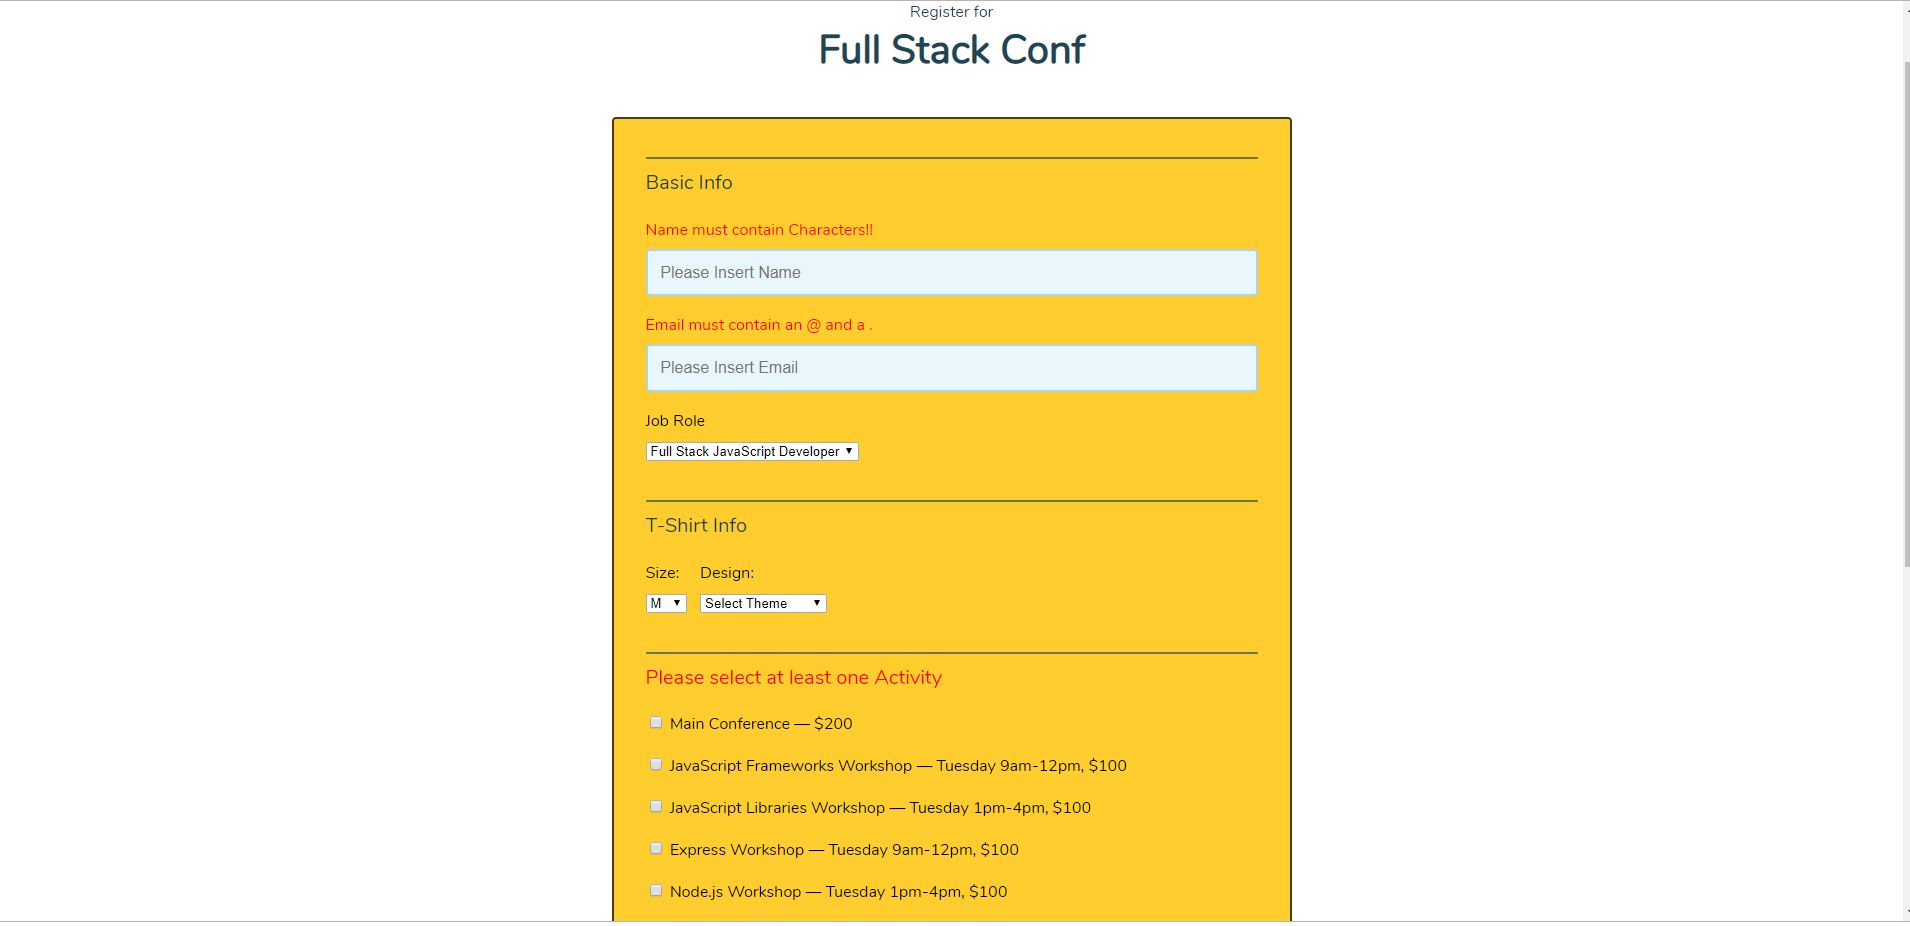 Register for
Full Stack Conf
Basic Info
Name must contain Characters!!
Please Insert Name
Email must contain an @ and a .
Please Insert Email
Job Role
Full Stack JavaScript Developer
T-Shirt Info
Size: Design:
M Select Theme
Please select at least one Activity
Main Conference — $200
JavaScript Frameworks Workshop — Tuesday 9am-12pm, $100
JavaScript Libraries Workshop — Tuesday 1pm-4pm, $100
Express Workshop — Tuesday 9am-12pm, $100
Node.js Workshop — Tuesday 1pm-4pm, $100